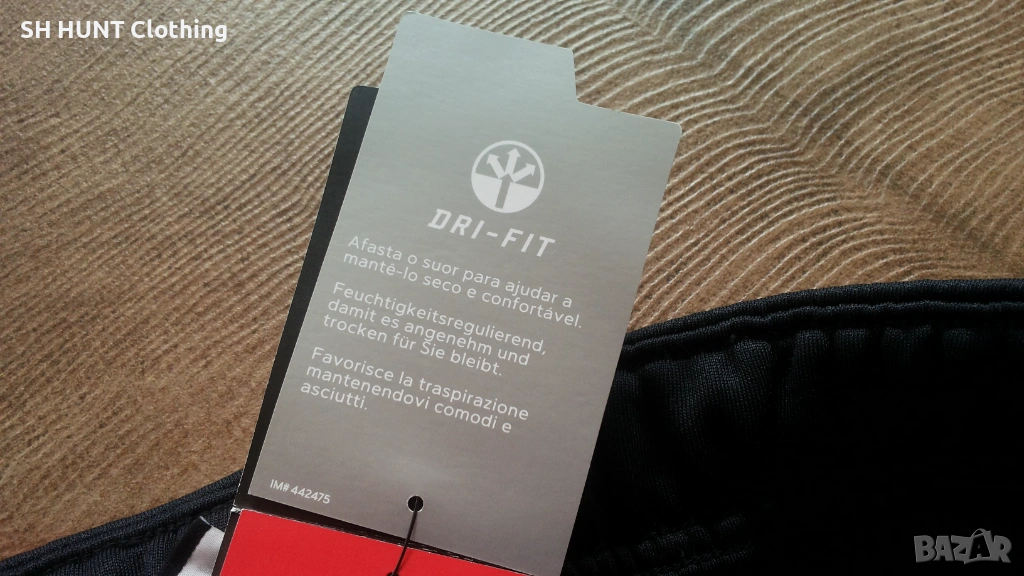 SH HUNT Clothing
DRI-FIT
Afasta o suor para ajudar a
mantê-lo seco e confortável.
Feuchtigkeitsregulierend,
damit es angenehm und
trocken für Sie bleibt.
Favorisce la traspirazione
mantenendovi comodi e
asciutti.
IM# 442475
BAZAR